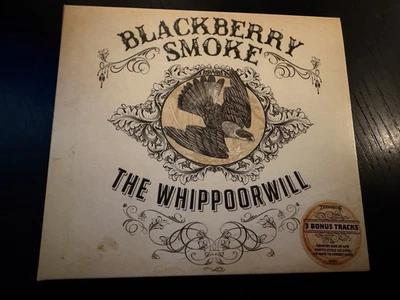 BLACKBERRY
SMOKE
THE WHIPPOORWILL
3 BONUS TRACKS